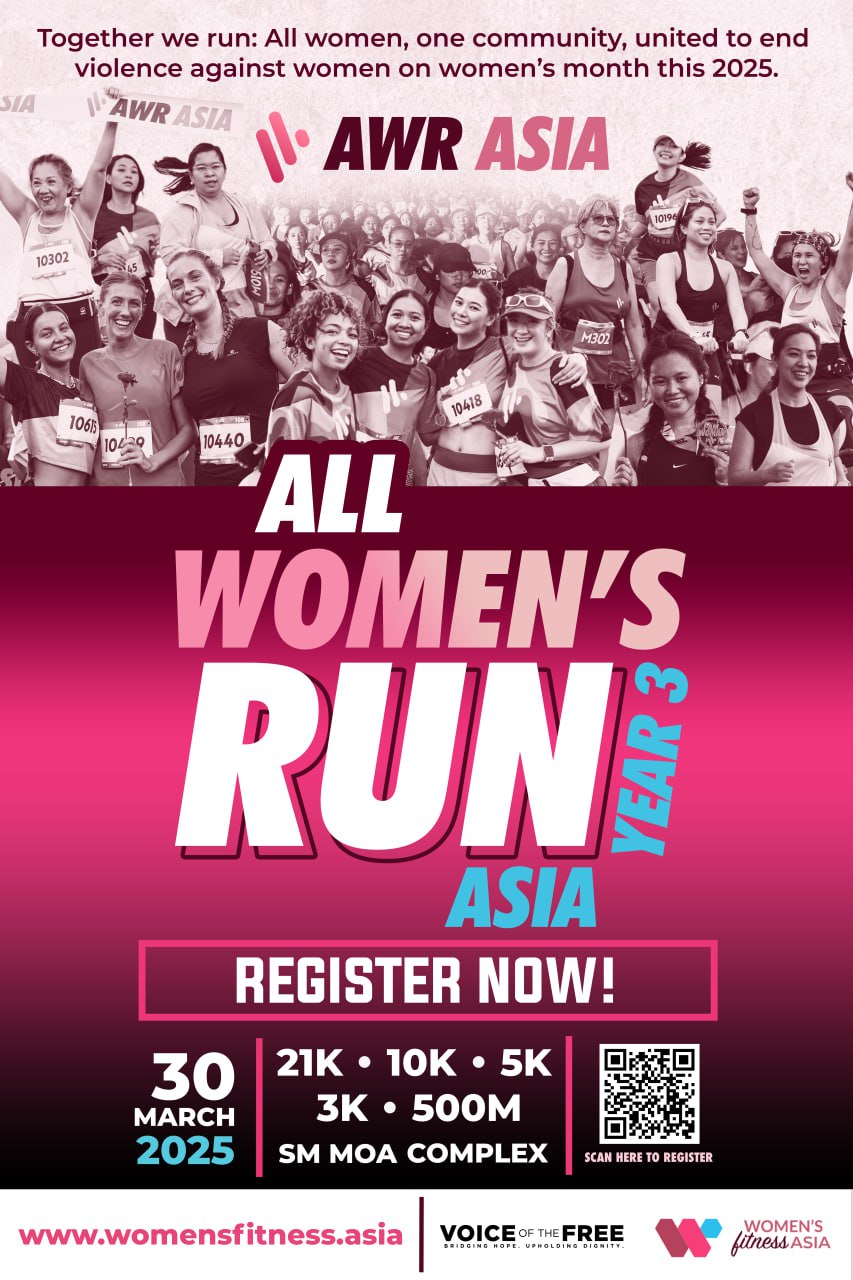 Together we run: All women, one community, united to end
violence against women on women's month this 2025.
SIA
AWR ASIA
AWR ASIA
10302
45
10196
M302
10615
10440
10418
ALL
WOMEN'S
RUN
YEAR 3
ASIA
REGISTER NOW!
30
MARCH
2025
21K • 10K • 5K
3K • 500M
SM MOA COMPLEX
SCAN HERE TO REGISTER
www.womensfitness.asia
VOICE OF THE FREE
BRIDGING HOPE. UPHOLDING DIGNITY.
WOMEN'S
fitness ASIA